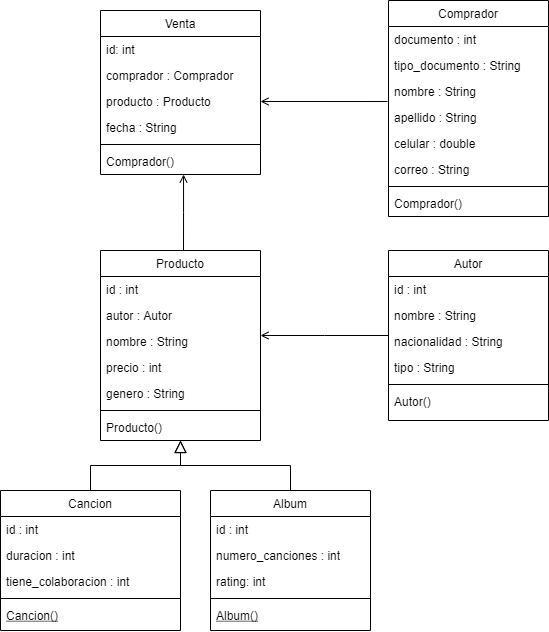 Venta
id: int
comprador : Comprador
producto : Producto
fecha : String
Comprador()
Comprador
documento : int
tipo_documento : String
nombre : String
apellido : String
celular : double
correo : String
Comprador()
Producto
id : int
autor : Autor
nombre : String
precio : int
genero : String
Producto()
Autor
id : int
nombre : String
nacionalidad : String
tipo : String
Autor()
Cancion
id : int
duracion : int
tiene_colaboracion : int
Cancion()
Album
id : int
numero_canciones : int
rating: int
Album()